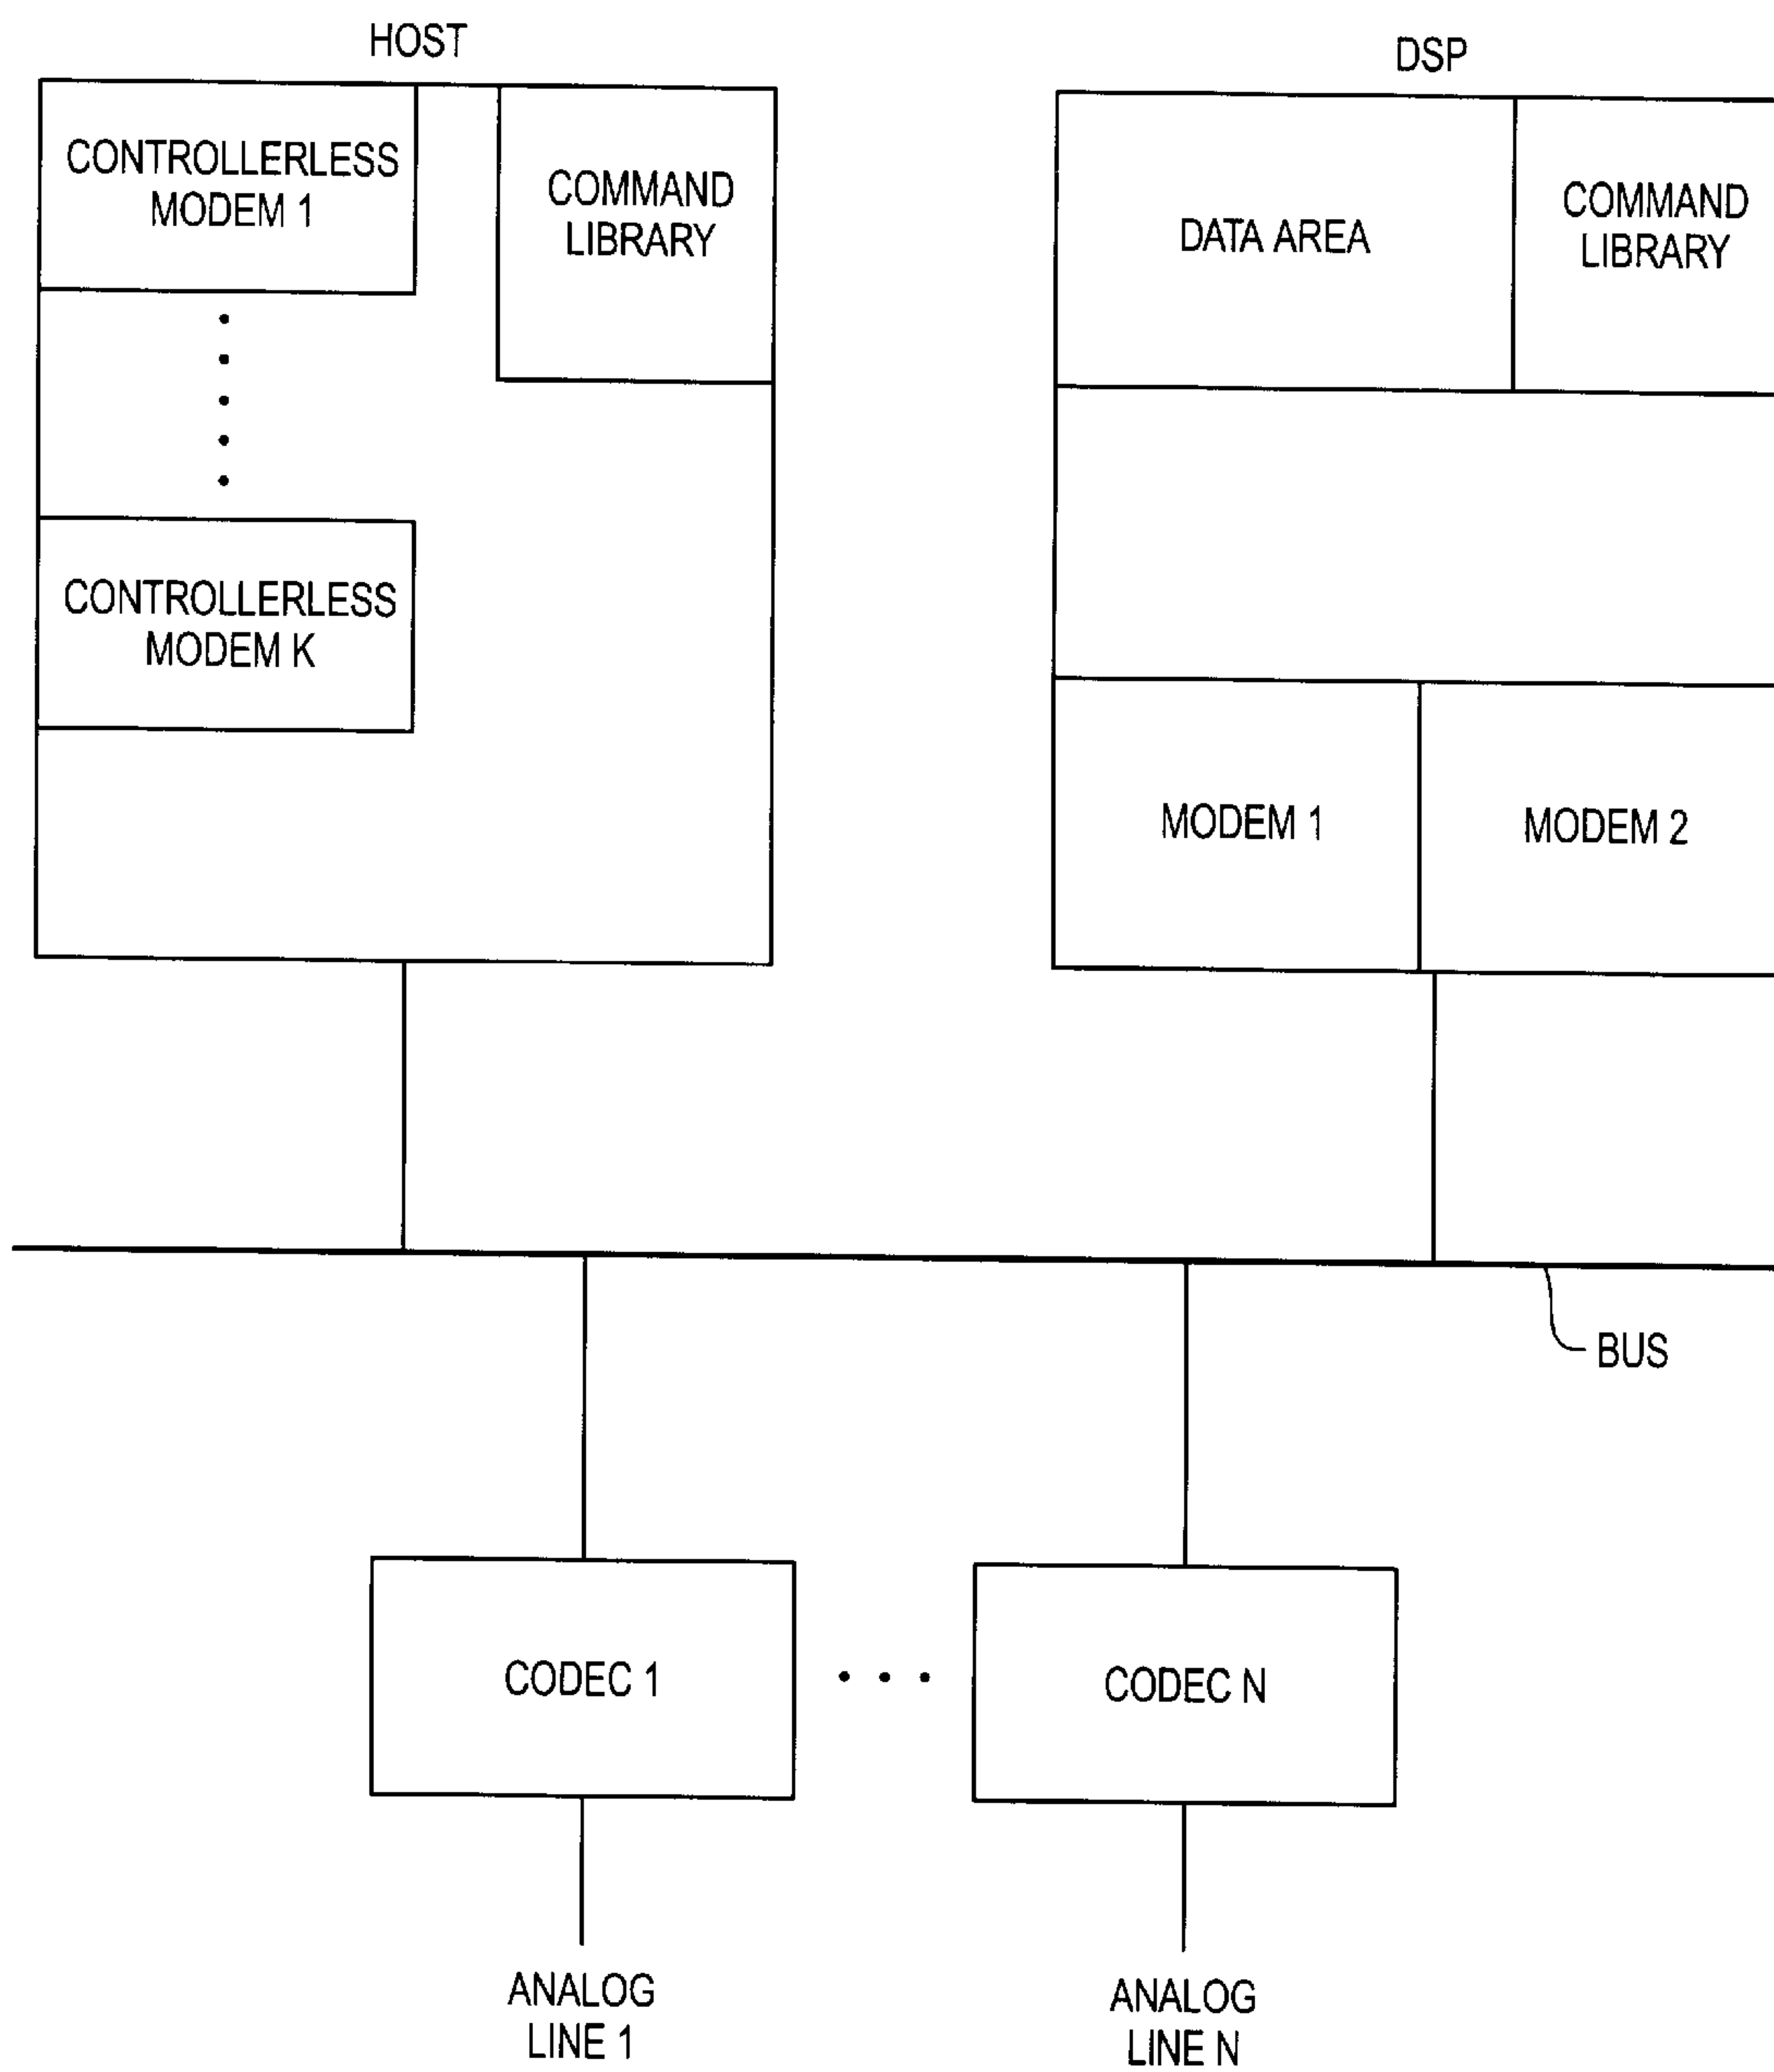 HOST
CONTROLLERLESS
MODEM 1
COMMAND
LIBRARY
CONTROLLERLESS
MODEM K
DSP
DATA AREA
COMMAND
LIBRARY
MODEM 1
MODEM 2
BUS
CODEC 1
CODEC N
ANALOG
LINE 1
ANALOG
LINE N